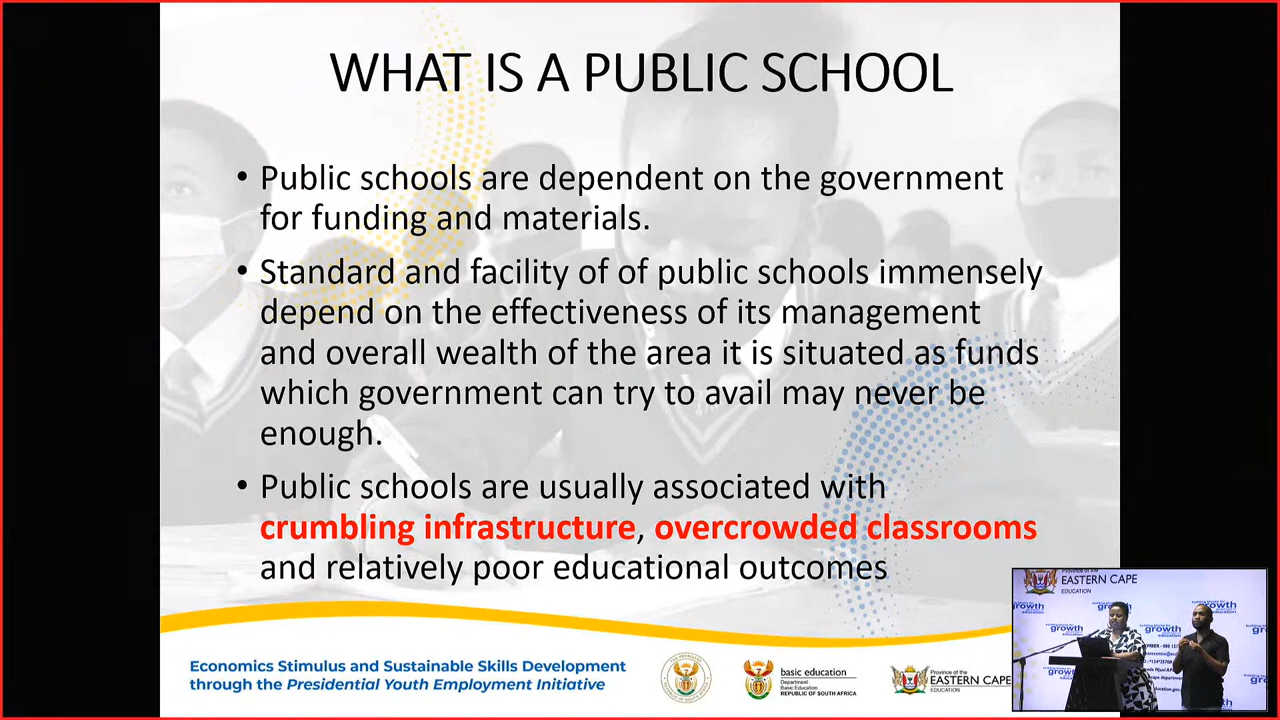 WHAT IS A PUBLIC SCHOOL
• Public schools are dependent on the government
for funding and materials.
• Standard and facility of of public schools immensely
depend on the effectiveness of its management
and overall wealth of the area it is situated as funds
which government can try to avail may never be
enough.
• Public schools are usually associated with
crumbling infrastructure, overcrowded classrooms
and relatively poor educational outcomes
Economics Stimulus and Sustainable Skills Development
through the Presidential Youth Employment Initiative
basic education
Department:
Basic Education
REPUBLIC OF SOUTH AFRICA
Province of the
EASTERN CAPE
EDUCATION
Province of the
EASTERN CAPE
EDUCATION
growth
growth
growth
growth
growth